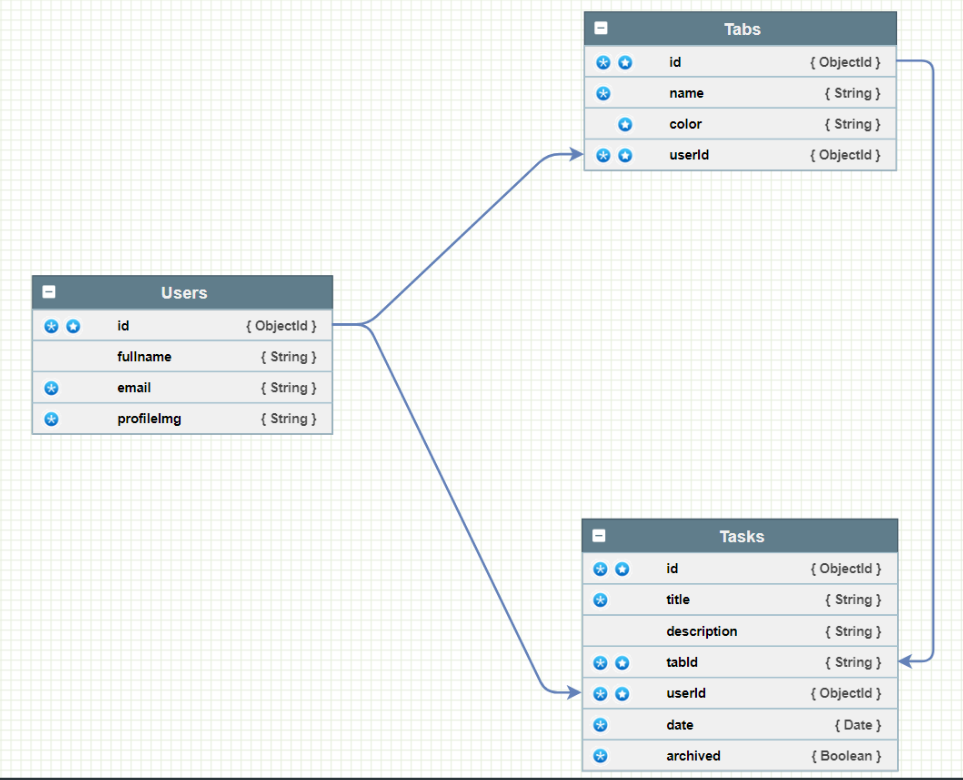 Tabs
id { ObjectId }
name { String }
color { String }
userId { ObjectId }
Users
id { ObjectId }
fullname { String }
email { String }
profileImg { String }
Tasks
id { ObjectId }
title { String }
description { String }
tabId { String }
userId { ObjectId }
date { Date }
archived { Boolean }